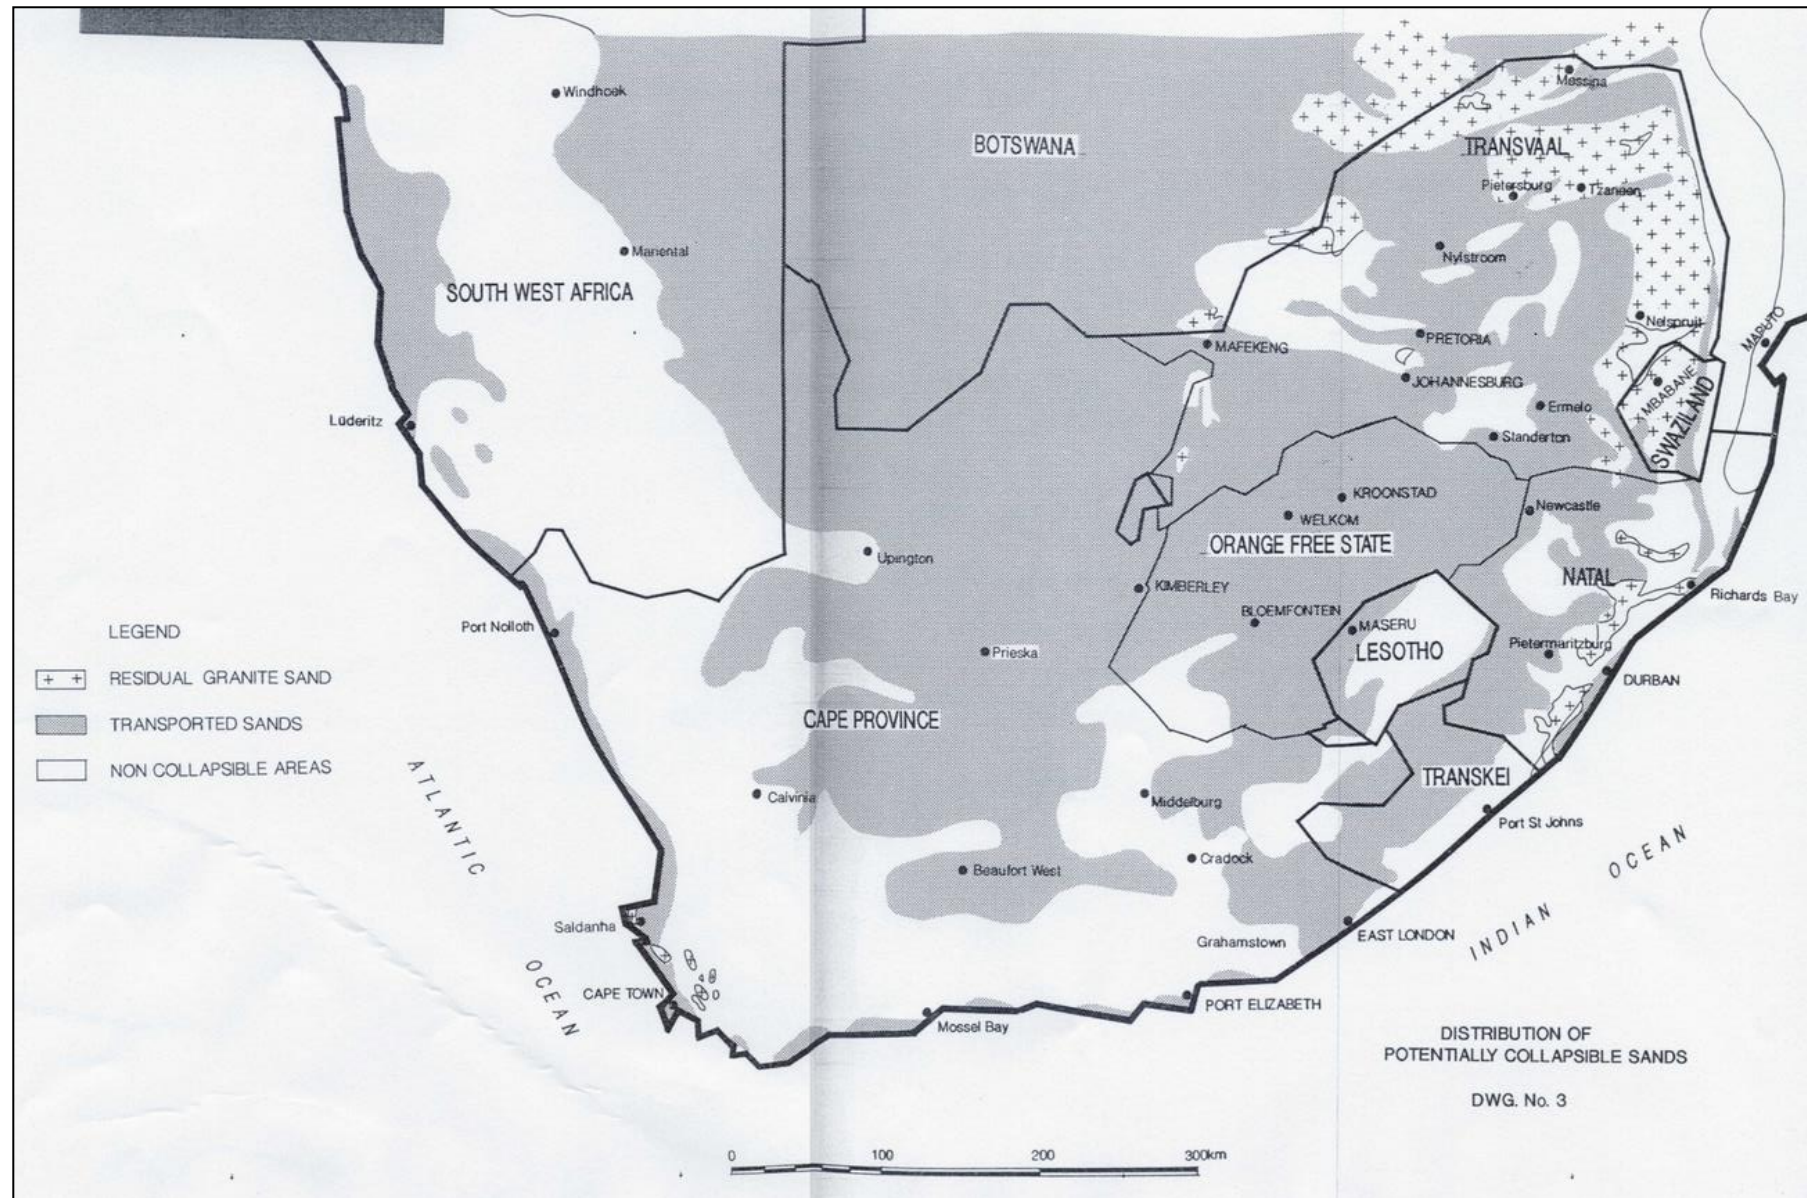 Windhoek
BOTSWANA
Messina
TRANSVAAL
Pietersburg
Tzaneen
Mariental
SOUTH WEST AFRICA
Nylstroom
Nelspruit
MAPUTO
PRETORIA
MAFEKENG
JOHANNESBURG
MBABANE
SWAZILAND
Ermelo
Lüderitz
Standerton
KROONSTAD
Newcastle
WELKOM
ORANGE FREE STATE
Upington
NATAL
KIMBERLEY
Richards Bay
BLOEMFONTEIN
Port Nolloth
MASERU
LESOTHO
Pietermaritzburg
Prieska
DURBAN
LEGEND
+ + RESIDUAL GRANITE SAND
TRANSPORTED SANDS
NON COLLAPSIBLE AREAS
CAPE PROVINCE
TRANSKEI
Calvinia
Middelburg
Port St Johns
ATLANTIC
OCEAN
Cradock
Beaufort West
INDIAN OCEAN
Saldanha
EAST LONDON
Grahamstown
CAPE TOWN
PORT ELIZABETH
Mossel Bay
DISTRIBUTION OF
POTENTIALLY COLLAPSIBLE SANDS
DWG. No. 3
0 100 200 300km